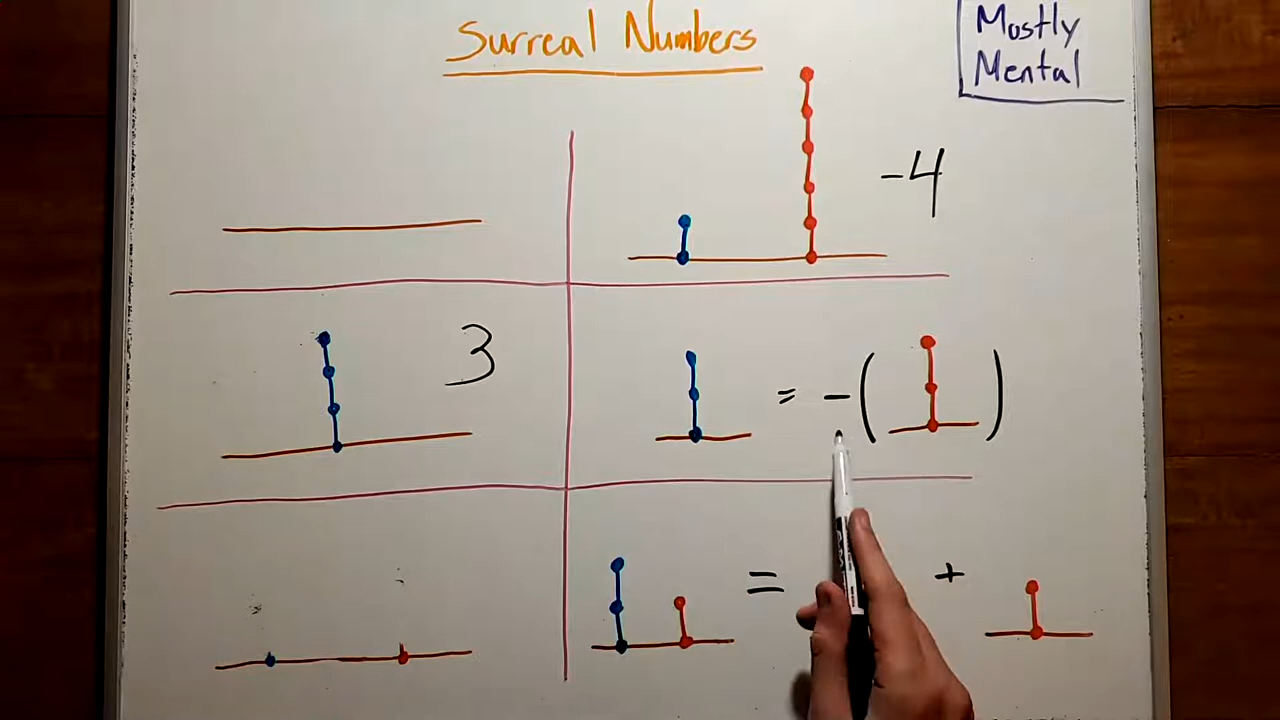 Surreal Numbers
Mostly
Mental
-4
3
= - ( )
= +